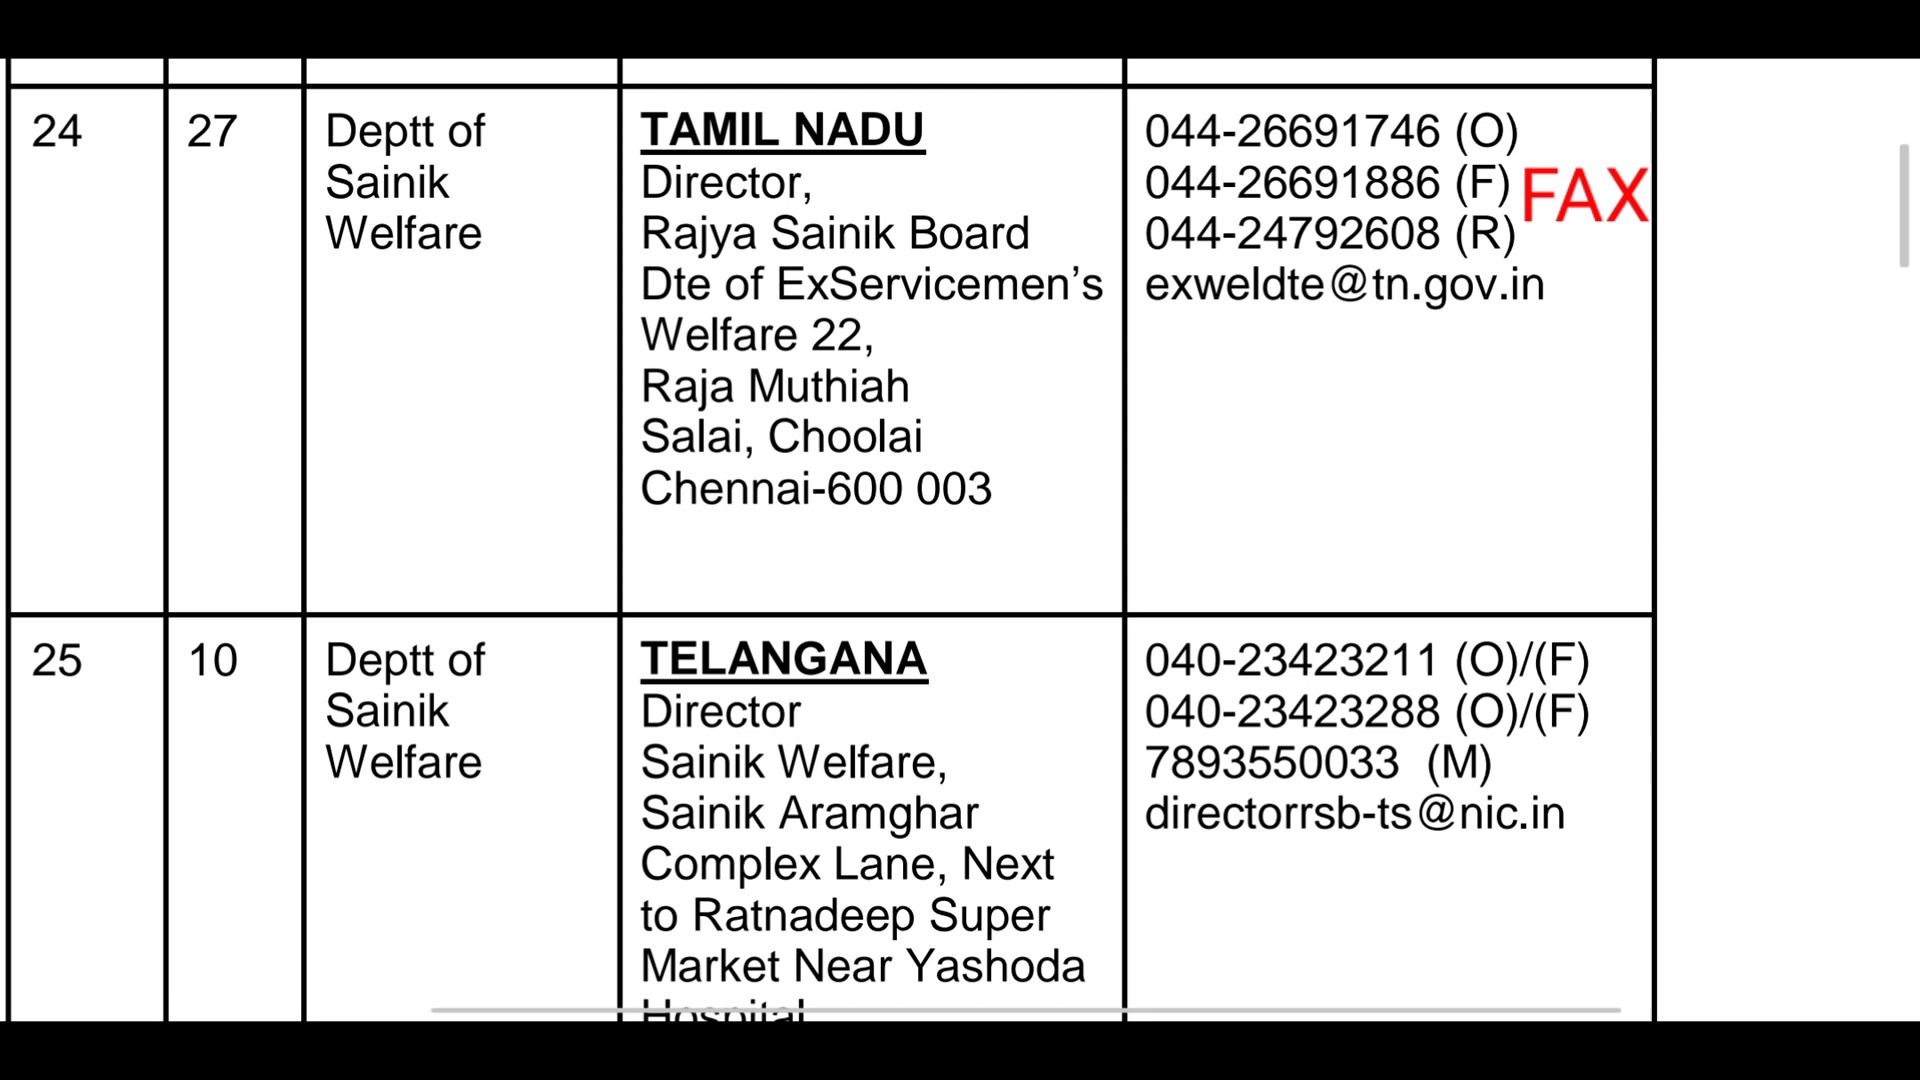 24
27
Deptt of
Sainik
Welfare
TAMIL NADU
Director,
Rajya Sainik Board
Dte of ExServicemen’s
Welfare 22,
Raja Muthiah
Salai, Choolai
Chennai-600 003
044-26691746 (O)
044-26691886 (F) FAX
044-24792608 (R)
exweldte@tn.gov.in
25
10
Deptt of
Sainik
Welfare
TELANGANA
Director
Sainik Welfare,
Sainik Aramghar
Complex Lane, Next
to Ratnadeep Super
Market Near Yashoda
Hospital
040-23423211 (O)/(F)
040-23423288 (O)/(F)
7893550033 (M)
directorrsb-ts@nic.in